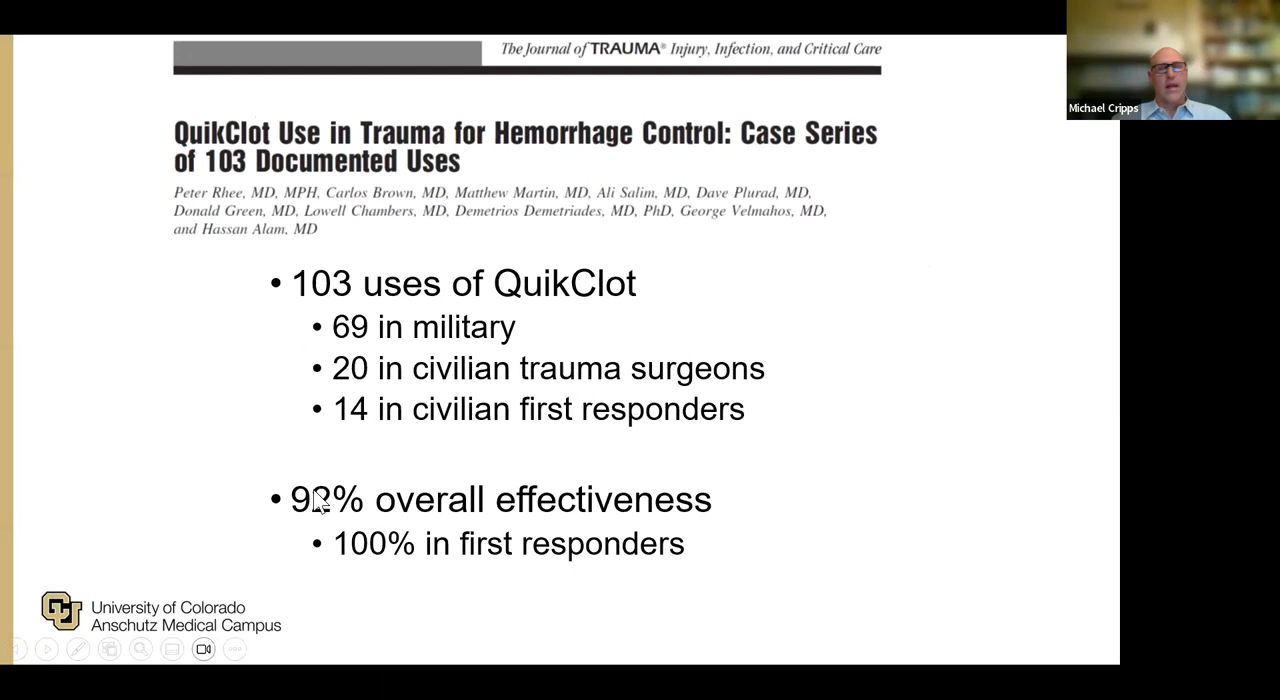 The Journal of TRAUMA® Injury, Infection, and Critical Care
Michael Cripps
QuikClot Use in Trauma for Hemorrhage Control: Case Series
of 103 Documented Uses
Peter Rhee, MD, MPH, Carlos Brown, MD, Matthew Martin, MD, Ali Salim, MD, Dave Plurad, MD,
Donald Green, MD, Lowell Chambers, MD, Demetrios Demetriades, MD, PhD, George Velmahos, MD,
and Hassan Alam, MD
• 103 uses of QuikClot
• 69 in military
• 20 in civilian trauma surgeons
• 14 in civilian first responders
• 92% overall effectiveness
• 100% in first responders
CU
University of Colorado
Anschutz Medical Campus